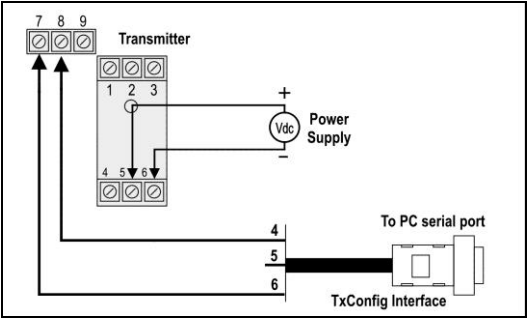 7 8 9
Transmitter
1 2 3
+
Vdc
Power
Supply
−
4 5 6
4
To PC serial port
5
6
TxConfig Interface